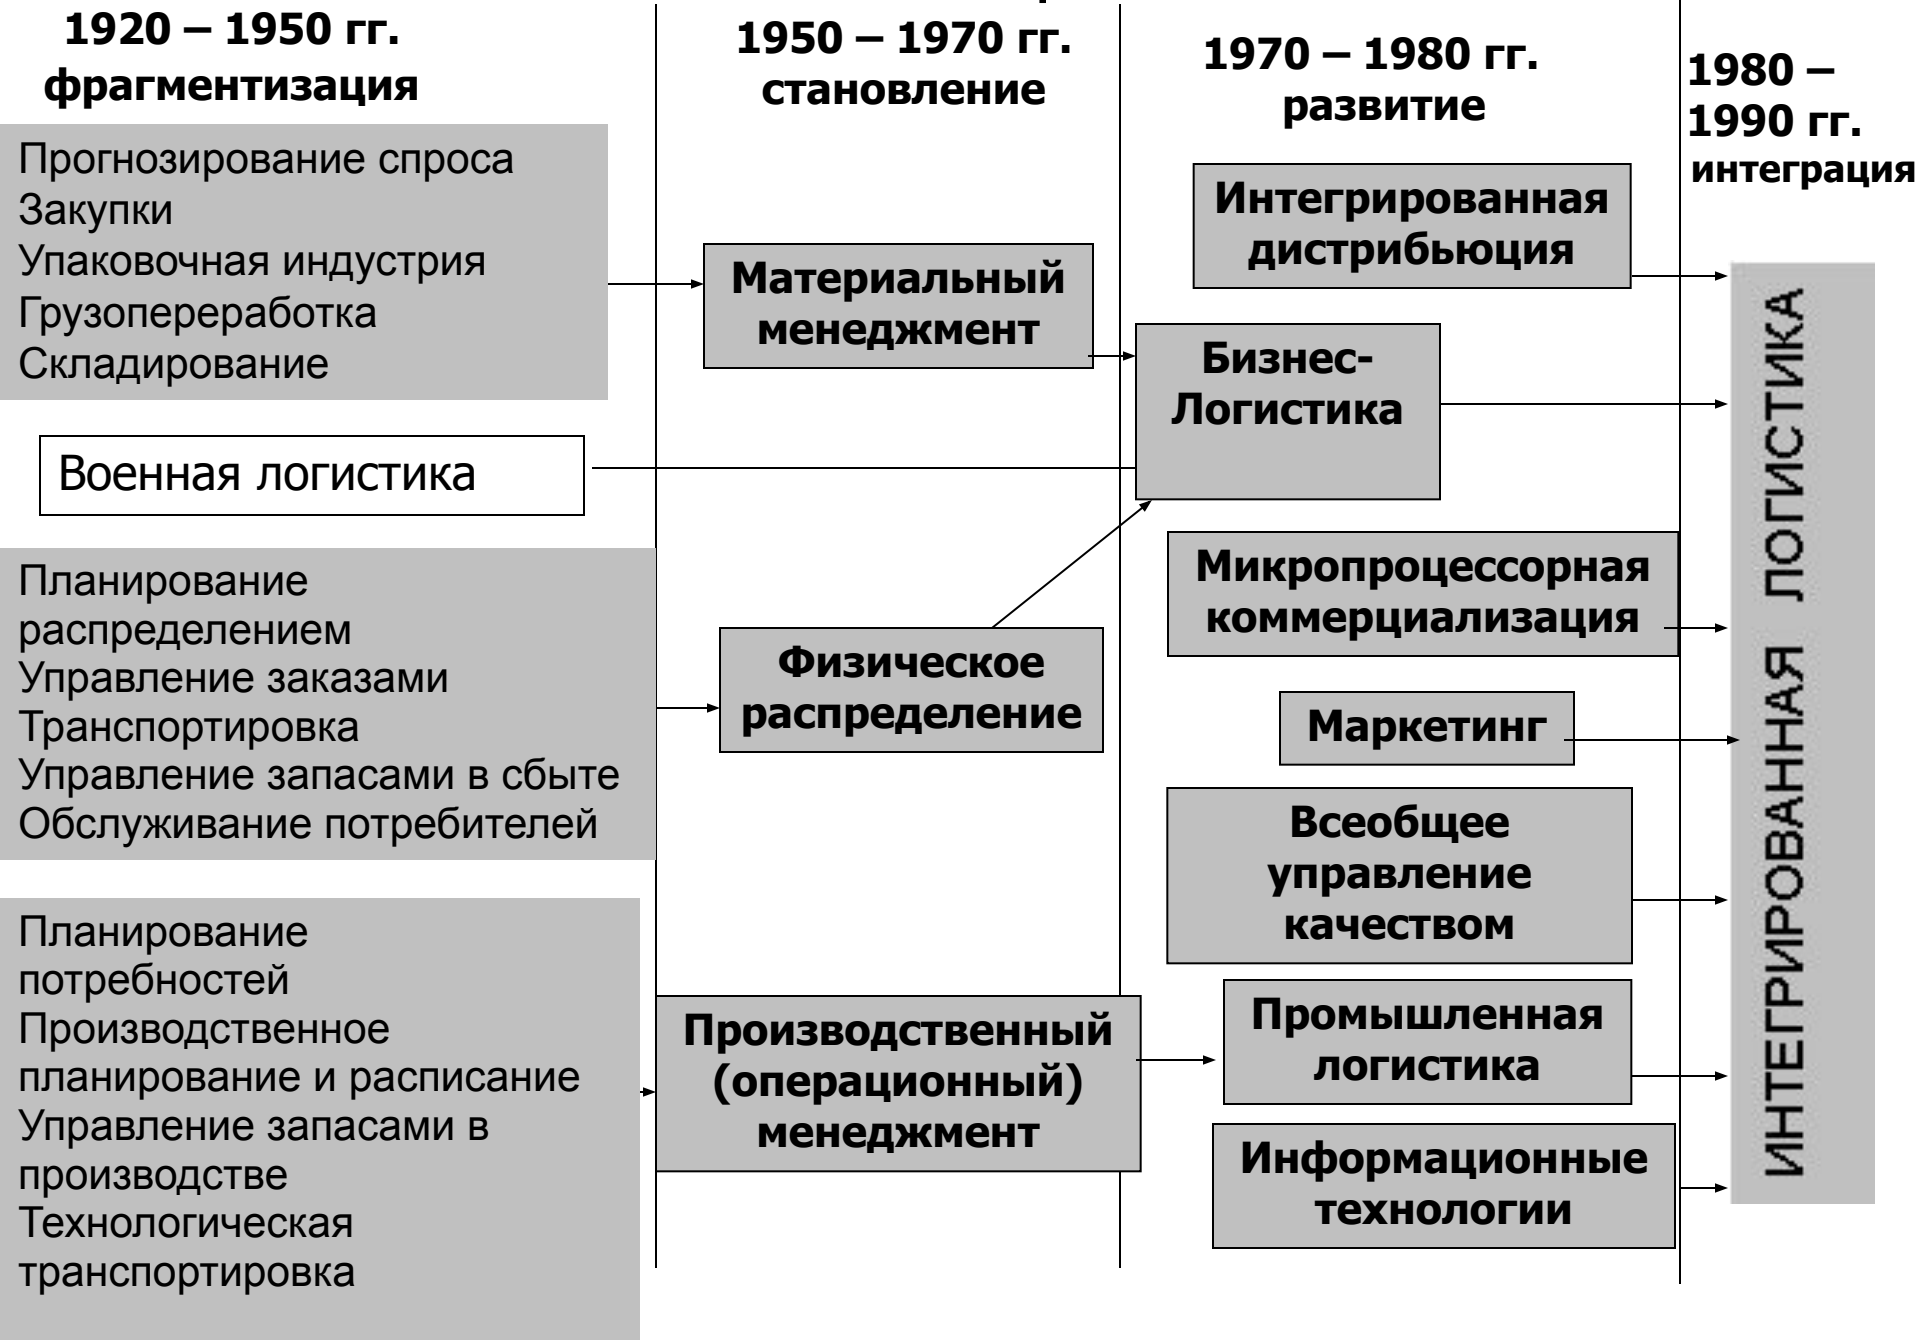 1920 – 1950 гг.
фрагментизация
Прогнозирование спроса
Закупки
Упаковочная индустрия
Грузопереработка
Складирование
Военная логистика
Планирование
распределением
Управление заказами
Транспортировка
Управление запасами в сбыте
Обслуживание потребителей
Планирование
потребностей
Производственное
планирование и расписание
Управление запасами в
производстве
Технологическая
транспортировка
1950 – 1970 гг.
становление
Материальный
менеджмент
Физическое
распределение
Производственный
(операционный)
менеджмент
1970 – 1980 гг.
развитие
Интегрированная
дистрибьюция
Бизнес-
Логистика
Микропроцессорная
коммерциализация
Маркетинг
Всеобщее
управление
качеством
Промышленная
логистика
Информационные
технологии
1980 –
1990 гг.
интеграция
ИНТЕГРИРОВАННАЯ ЛОГИСТИКА